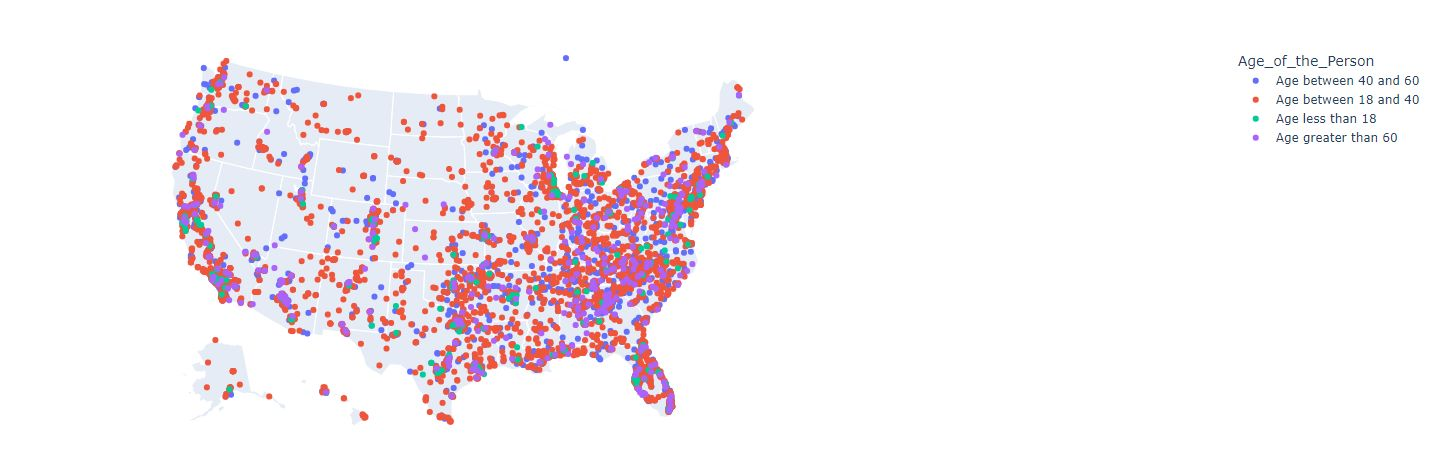 Age_of_the_Person
Age between 40 and 60
Age between 18 and 40
Age less than 18
Age greater than 60